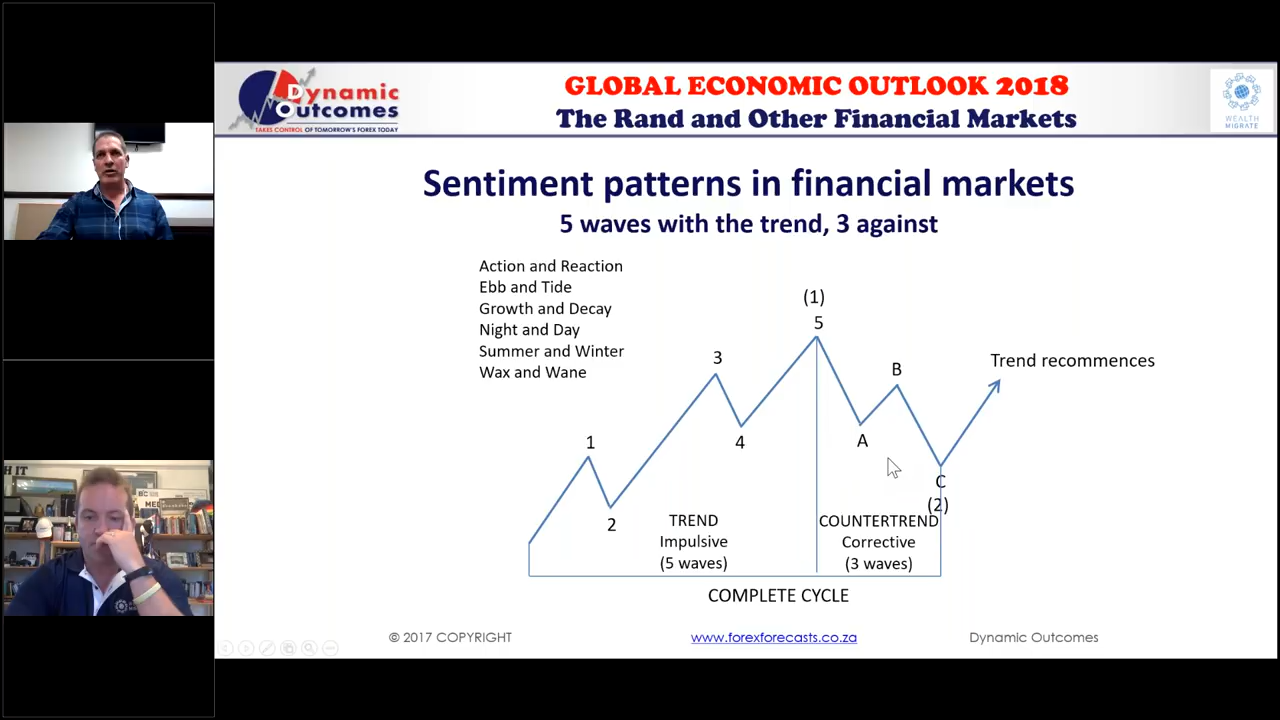 Dynamic
Outcomes
TAKES CONTROL OF TOMORROW'S FOREX TODAY
GLOBAL ECONOMIC OUTLOOK 2018
The Rand and Other Financial Markets
WEALTH
MIGRATE
Sentiment patterns in financial markets
5 waves with the trend, 3 against
Action and Reaction
Ebb and Tide
Growth and Decay
Night and Day
Summer and Winter
Wax and Wane
(1)
5
3
B
Trend recommences
1
4
A
2
C
(2)
TREND
Impulsive
(5 waves)
COUNTERTREND
Corrective
(3 waves)
COMPLETE CYCLE
© 2017 COPYRIGHT
www.forexforecasts.co.za
Dynamic Outcomes